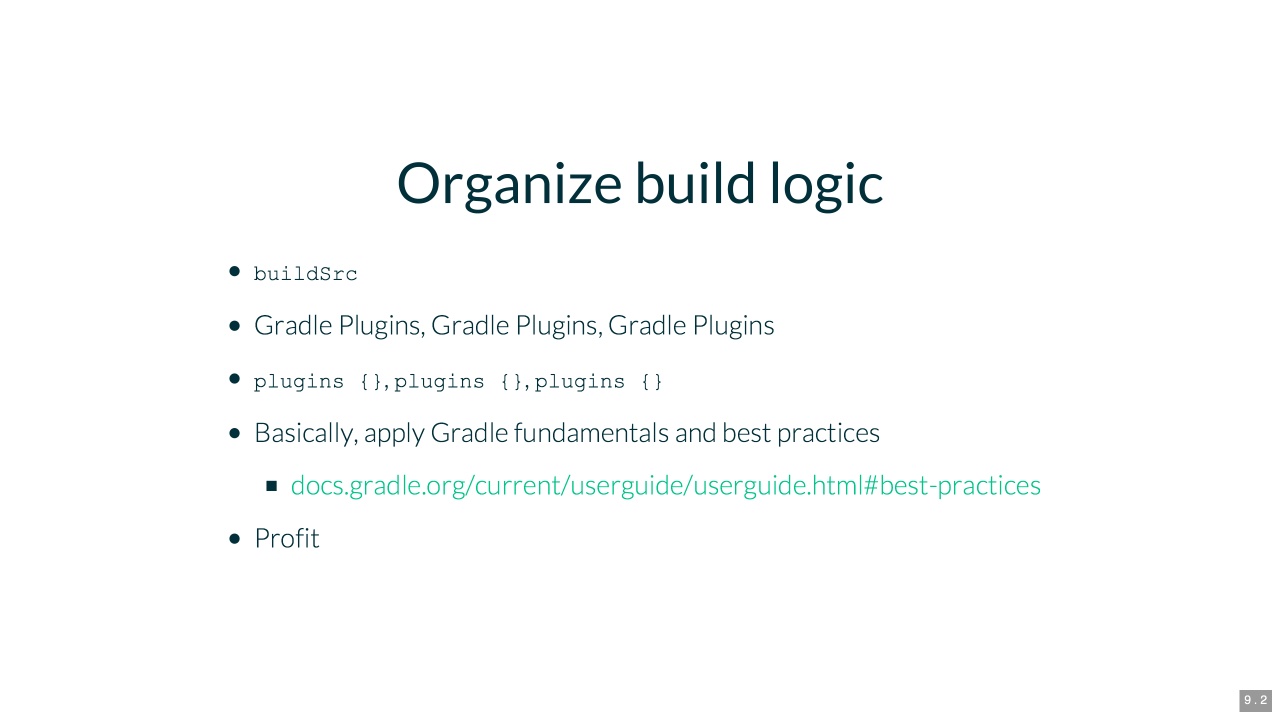 Organize build logic
buildSrc
Gradle Plugins, Gradle Plugins, Gradle Plugins
plugins {}, plugins {}, plugins {}
Basically, apply Gradle fundamentals and best practices
docs.gradle.org/current/userguide/userguide.html#best-practices
Profit
9.2